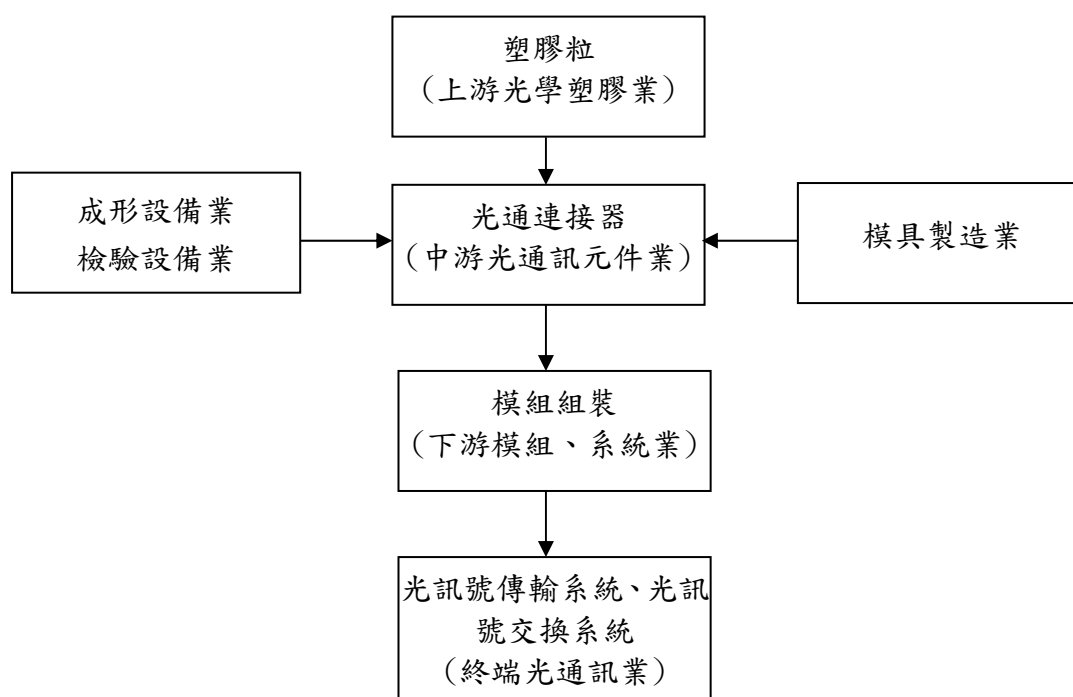 塑膠粒
（上游光學塑膠業）
成形設備業
檢驗設備業
光通連接器
（中游光通訊元件業）
模具製造業
模組組裝
（下游模組、系統業）
光訊號傳輸系統、光訊
號交換系統
（終端光通訊業）